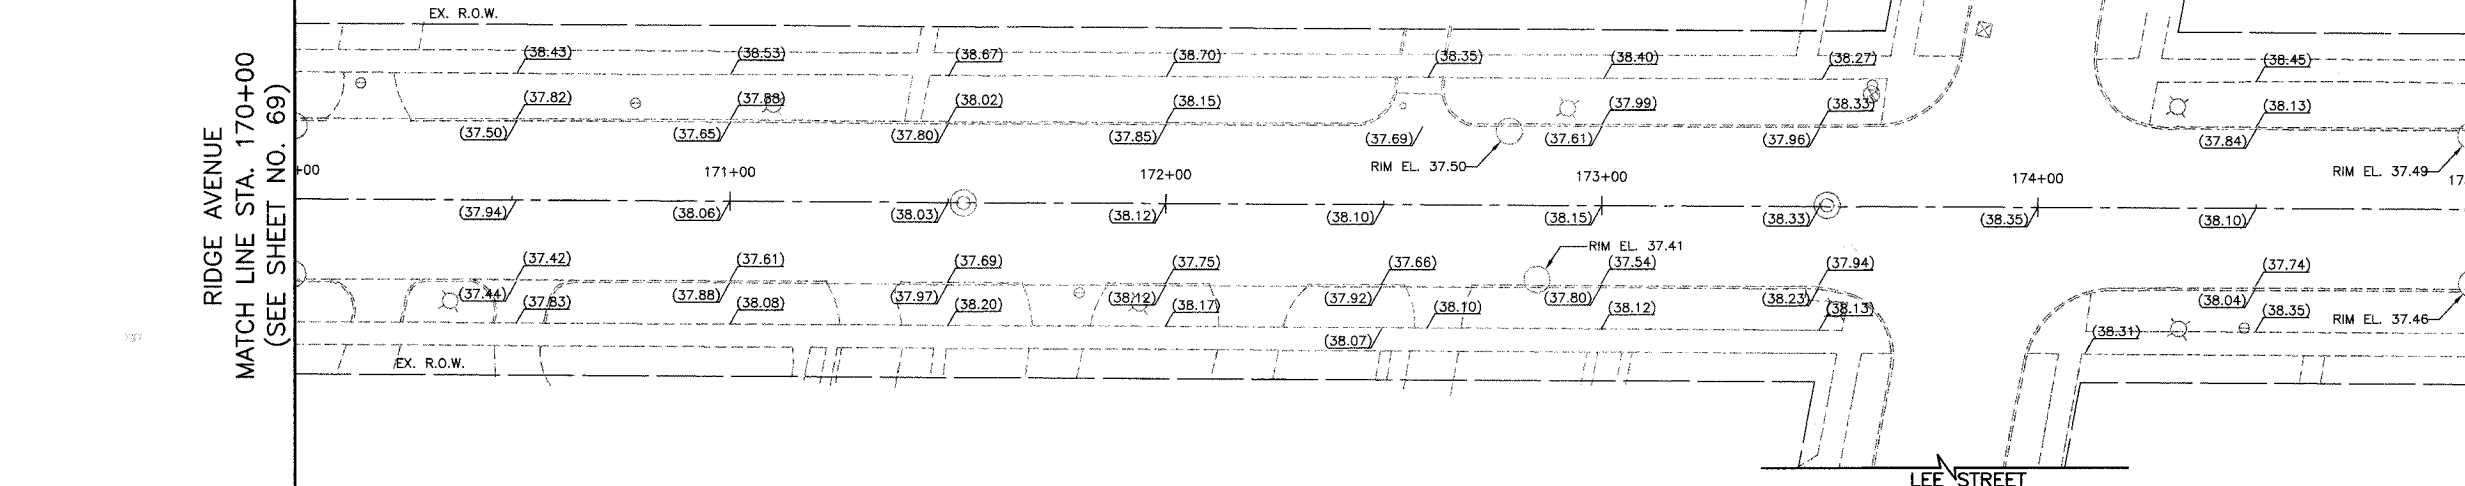 RIDGE AVENUE
MATCH LINE STA. 170+00
(SEE SHEET NO. 69)
EX. R.O.W.
(38.43) (38.53) (38.67) (38.70) (38.35) (38.40) (38.27) (38.45)
(37.82) (37.88) (38.02) (38.15) (37.99) (38.33) (38.13)
(37.50) (37.65) (37.80) (37.85) (37.69) (37.61) (37.96) (37.84)
RIM EL. 37.50 RIM EL. 37.49
+00 171+00 172+00 173+00 174+00 17
(37.94) (38.06) (38.03) (38.12) (38.10) (38.15) (38.33) (38.35) (38.10)
RIM EL. 37.41
(37.42) (37.61) (37.69) (37.75) (37.66) (37.54) (37.94) (37.74)
(37.44) (37.88) (37.97) (38.12) (37.92) (37.80) (38.23) (38.04)
(37.83) (38.08) (38.20) (38.17) (38.10) (38.12) (38.13) (38.35)
RIM EL. 37.46
(38.07) (38.31)
EX. R.O.W.
LEE STREET